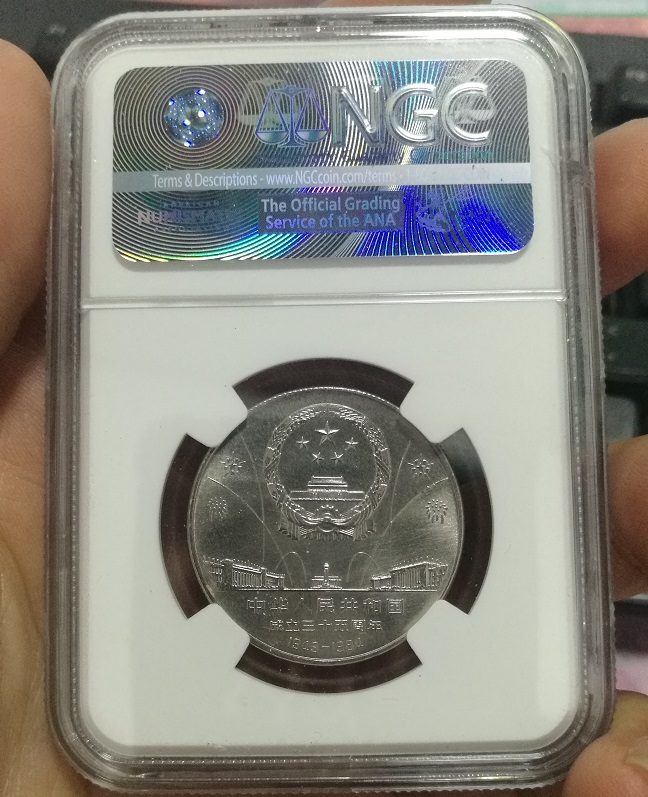 NGC
Terms & Descriptions - www.NGCcoin.com/terms
The Official Grading
Service of the ANA
中华人民共和国
成立三十五周年
1949-1984